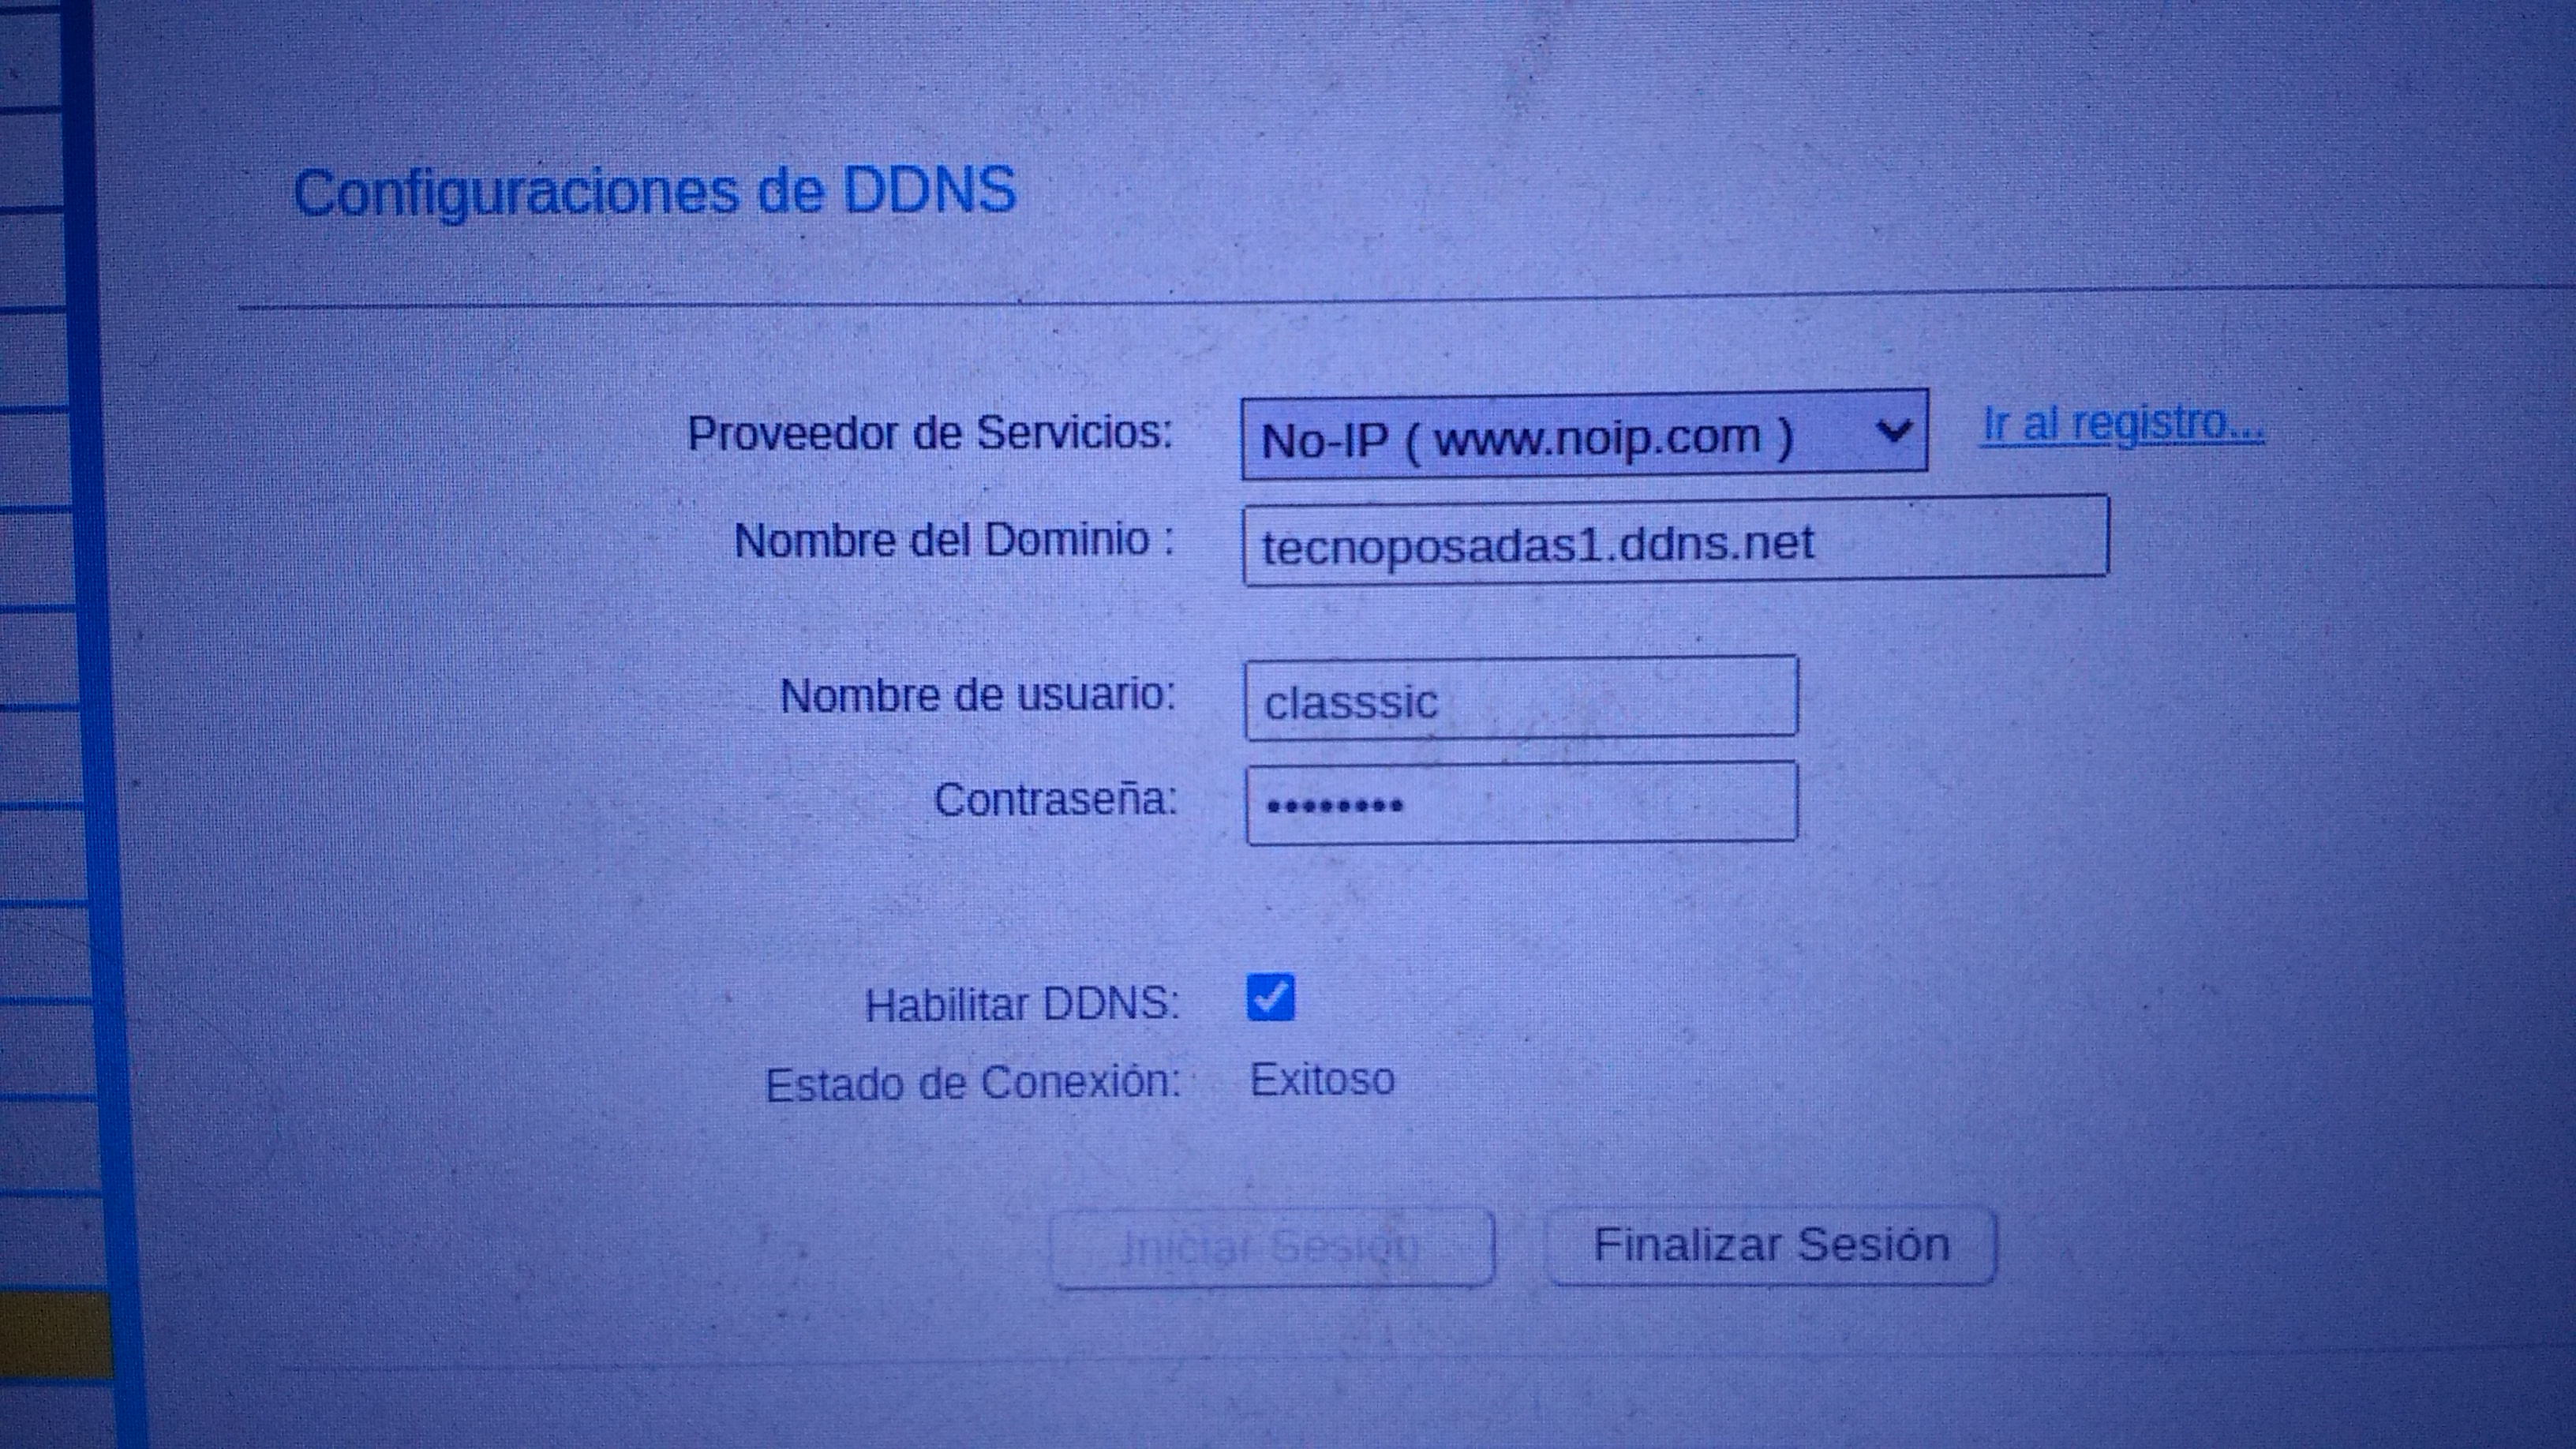 Configuraciones de DDNS
Proveedor de Servicios: No-IP ( www.noip.com ) Ir al registro...
Nombre del Dominio : tecnoposadas1.ddns.net
Nombre de usuario: classsic
Contraseña: ••••••••
Habilitar DDNS:
Estado de Conexión: Exitoso
Iniciar Sesión Finalizar Sesión